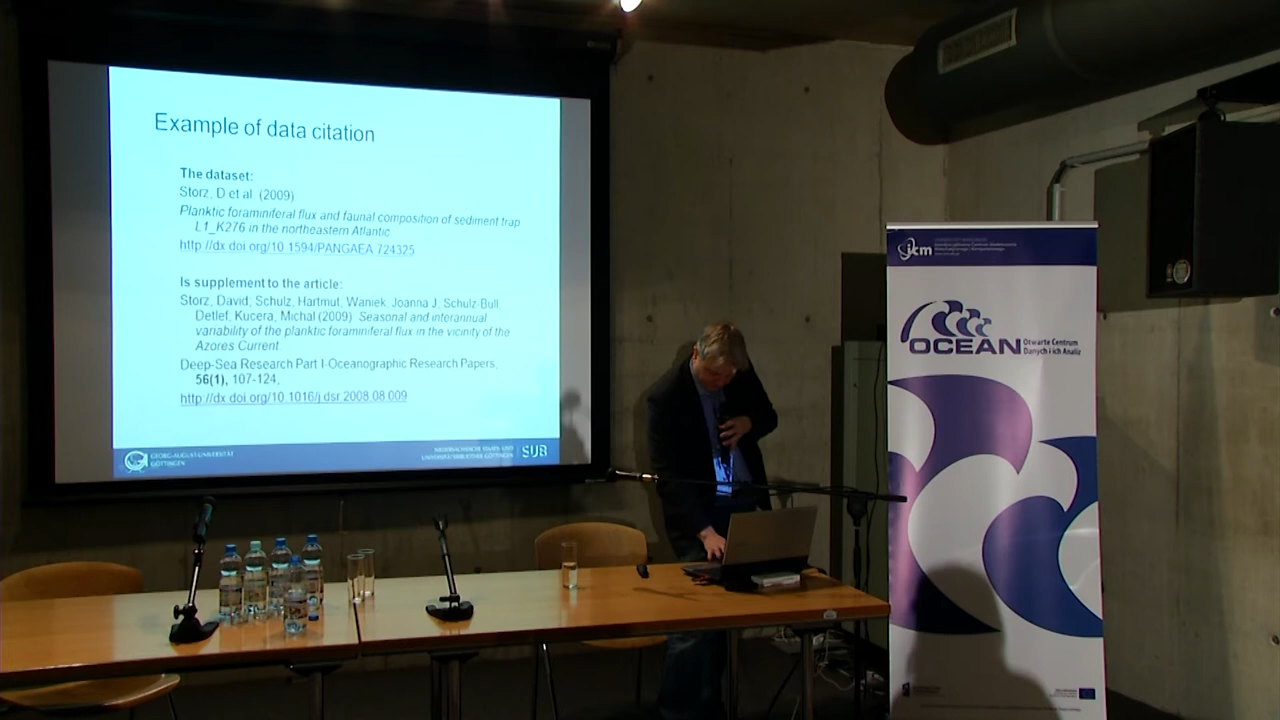 Example of data citation
The dataset:
Storz, D et al. (2009)
Planktic foraminiferal flux and faunal composition of sediment trap
L1_K276 in the northeastern Atlantic
http://dx.doi.org/10.1594/PANGAEA.724325
Is supplement to the article:
Storz, David, Schulz, Hartmut, Waniek, Joanna J, Schulz-Bull,
Detlef, Kucera, Michal (2009). Seasonal and interannual
variability of the planktic foraminiferal flux in the vicinity of the
Azores Current
Deep-Sea Research Part I-Oceanographic Research Papers,
56(1), 107-124,
http://dx.doi.org/10.1016/j.dsr.2008.08.009
GEORG-AUGUST-UNIVERSITÄT
GÖTTINGEN
NIEDERSÄCHSISCHE STAATS- UND
UNIVERSITÄTSBIBLIOTHEK GÖTTINGEN
SUB
icm
OCEAN
Otwarte Centrum
Danych i ich Analiz